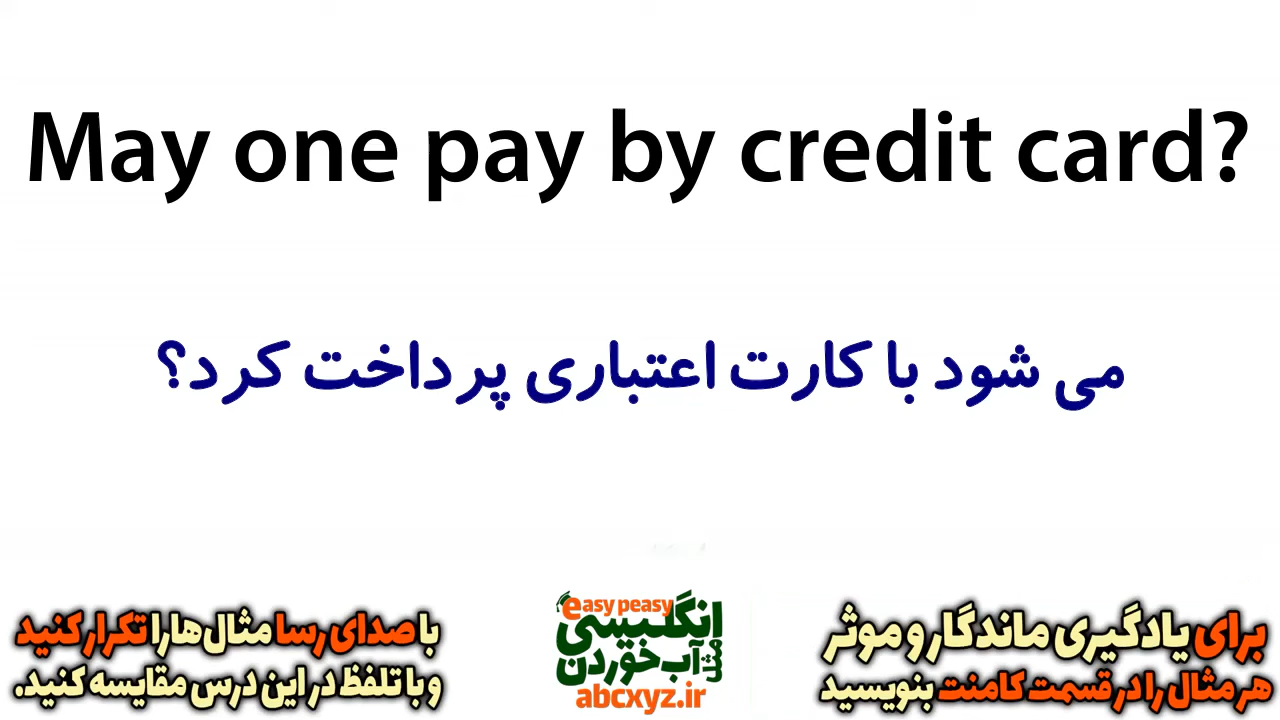 May one pay by credit card?
می شود با کارت اعتباری پرداخت کرد؟
برای یادگیری ماندگار و موثر
هر مثال را در قسمت کامنت بنویسید
easy peasy
انگلیسی
مثل آب خوردن
abcxyz.ir
با صدای رسا مثال‌ها را تکرار کنید
و با تلفظ در این درس مقایسه کنید.